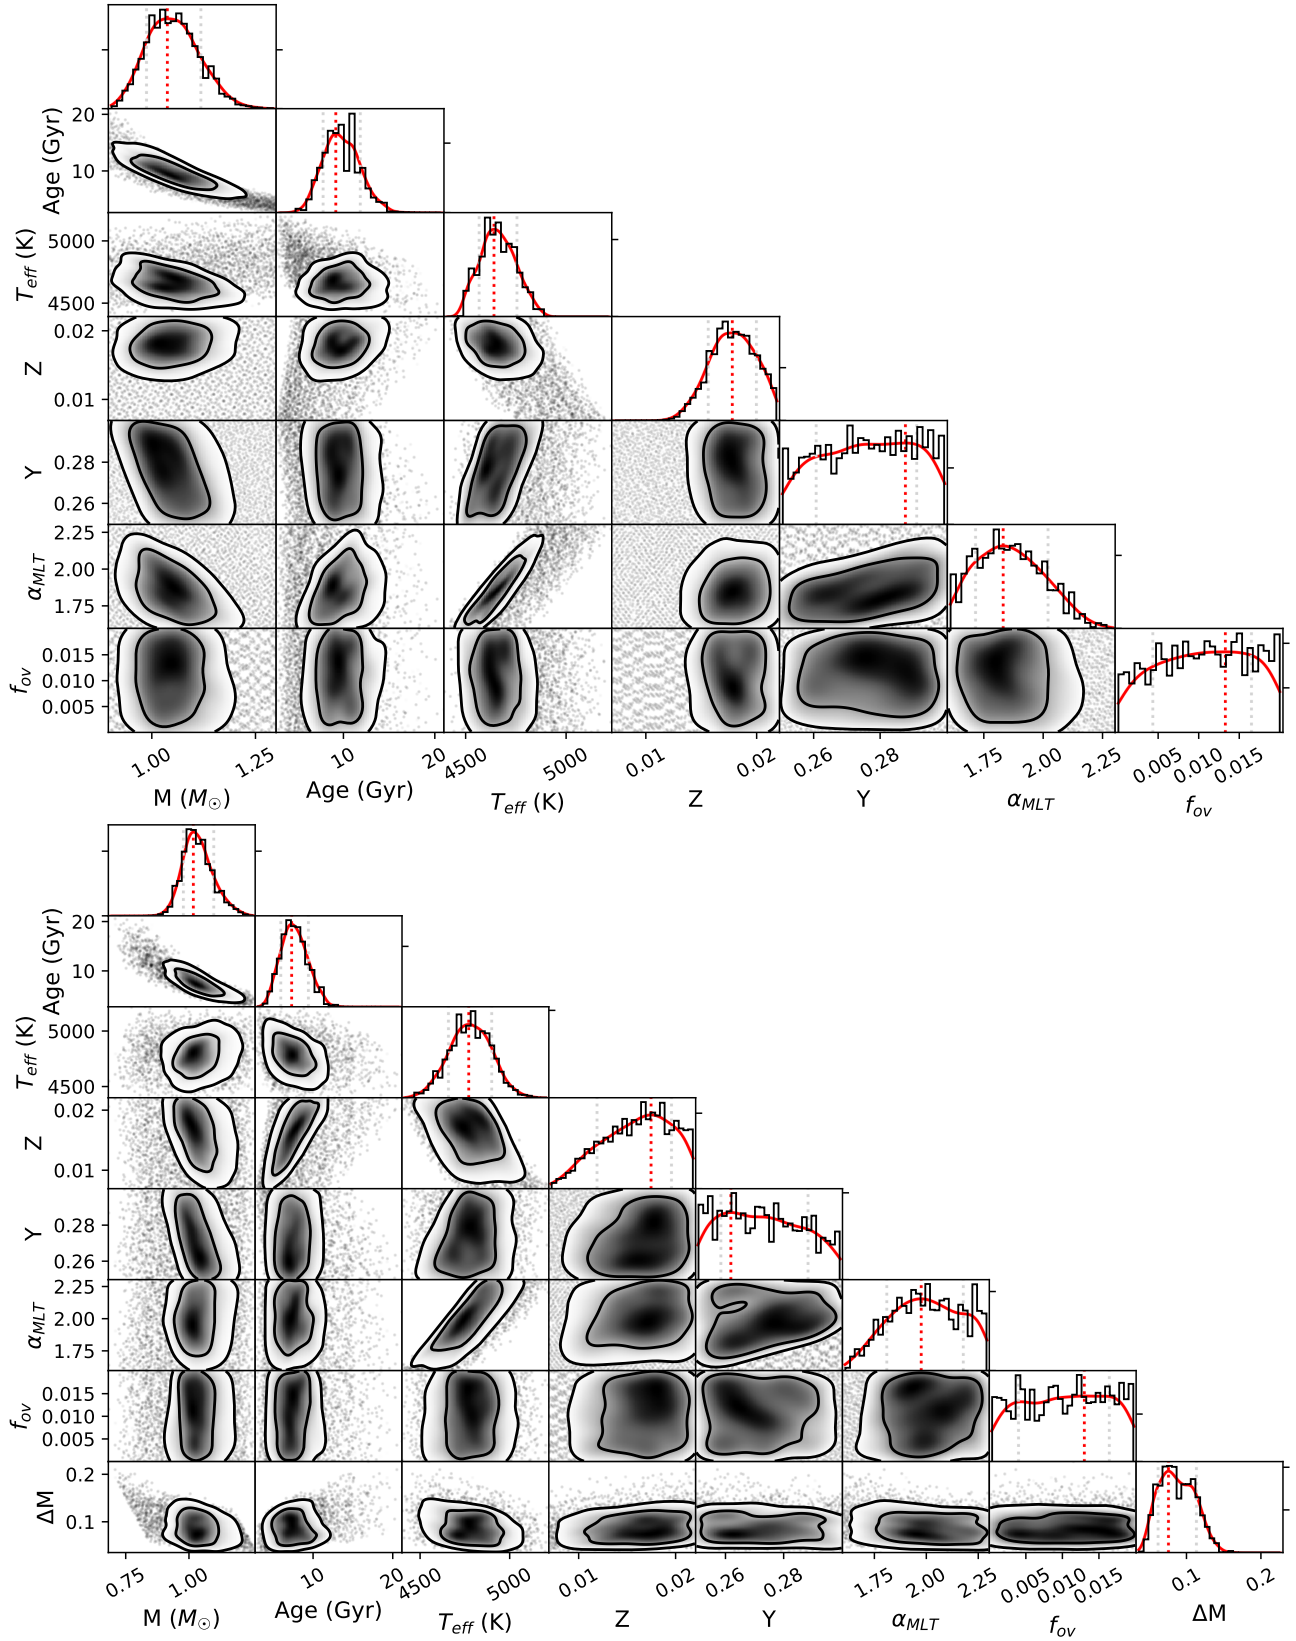 20
10
Age (Gyr)
5000
4500
T_eff (K)
0.02
0.01
Z
0.28
0.26
Y
2.25
2.00
1.75
α_MLT
0.015
0.010
0.005
f_ov
1.00 1.25 10 20 4500 5000 0.01 0.02 0.26 0.28 1.75 2.00 2.25 0.005 0.010 0.015
M (M_⊙) Age (Gyr) T_eff (K) Z Y α_MLT f_ov
20
10
Age (Gyr)
5000
4500
T_eff (K)
0.02
0.01
Z
0.28
0.26
Y
2.25
2.00
1.75
α_MLT
0.015
0.010
0.005
f_ov
0.2
0.1
ΔM
0.75 1.00 10 20 4500 5000 0.01 0.02 0.26 0.28 1.75 2.00 2.25 0.005 0.010 0.015 0.1 0.2
M (M_⊙) Age (Gyr) T_eff (K) Z Y α_MLT f_ov ΔM